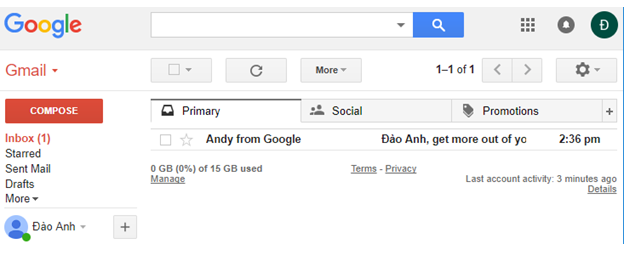 Google
Đ
Gmail
More
1–1 of 1
COMPOSE
Primary
Social
Promotions
+
Inbox (1)
Starred
Sent Mail
Drafts
More
Andy from Google Đào Anh, get more out of yo 2:36 pm
0 GB (0%) of 15 GB used
Manage
Terms - Privacy
Last account activity: 3 minutes ago
Details
Đào Anh
+